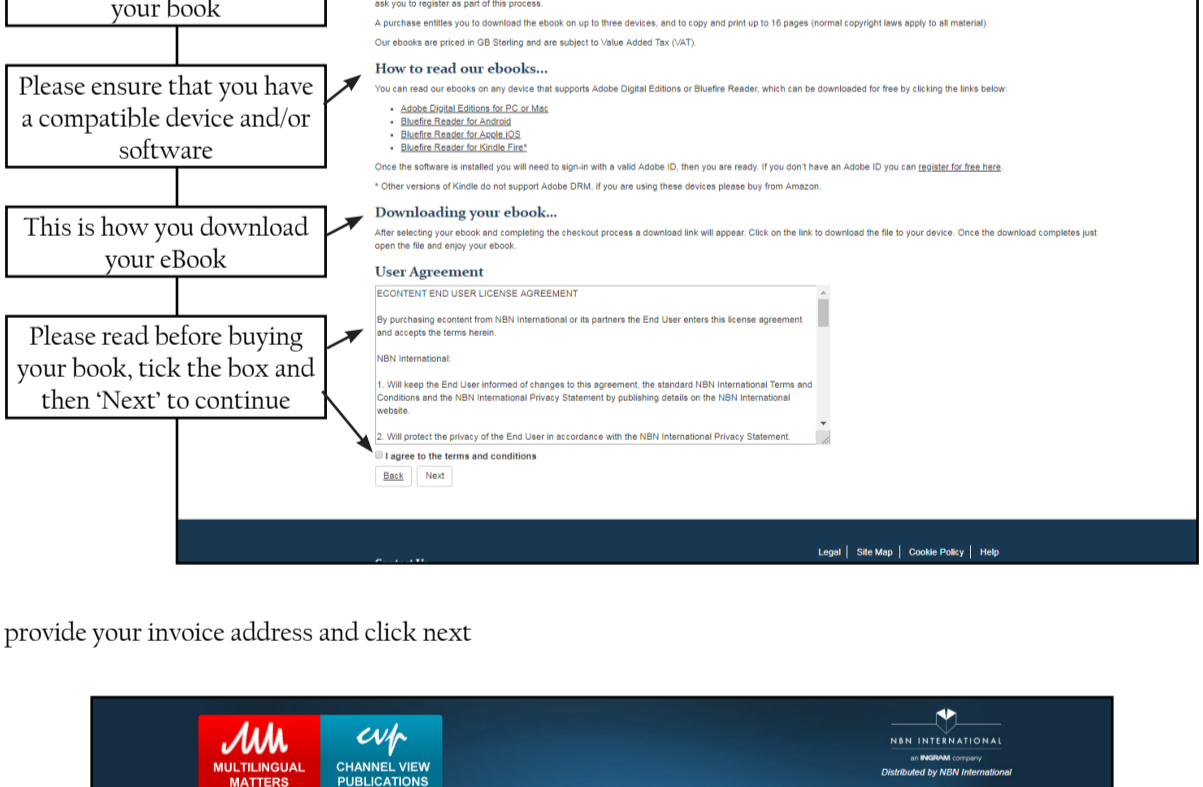 your book
ask you to register as part of this process.
A purchase entitles you to download the ebook on up to three devices, and to copy and print up to 16 pages (normal copyright laws apply to all material).
Our ebooks are priced in GB Sterling and are subject to Value Added Tax (VAT).
Please ensure that you have
a compatible device and/or
software
How to read our ebooks...
You can read our ebooks on any device that supports Adobe Digital Editions or Bluefire Reader, which can be downloaded for free by clicking the links below:
• Adobe Digital Editions for PC or Mac
• Bluefire Reader for Android
• Bluefire Reader for Apple iOS
• Bluefire Reader for Kindle Fire*
Once the software is installed you will need to sign-in with a valid Adobe ID, then you are ready. If you don't have an Adobe ID you can register for free here.
* Other versions of Kindle do not support Adobe DRM, if you are using these devices please buy from Amazon.
This is how you download
your eBook
Downloading your ebook...
After selecting your ebook and completing the checkout process a download link will appear. Click on the link to download the file to your device. Once the download completes just
open the file and enjoy your ebook.
User Agreement
Please read before buying
your book, tick the box and
then ‘Next’ to continue
ECONTENT END USER LICENSE AGREEMENT
By purchasing econtent from NBN International or its partners the End User enters this license agreement
and accepts the terms herein.
NBN International:
1. Will keep the End User informed of changes to this agreement, the standard NBN International Terms and
Conditions and the NBN International Privacy Statement by publishing details on the NBN International
website.
2. Will protect the privacy of the End User in accordance with the NBN International Privacy Statement.
I agree to the terms and conditions
Back Next
Legal | Site Map | Cookie Policy | Help
provide your invoice address and click next
MULTILINGUAL
MATTERS
cvp
CHANNEL VIEW
PUBLICATIONS
NBN INTERNATIONAL
an INGRAM company
Distributed by NBN International